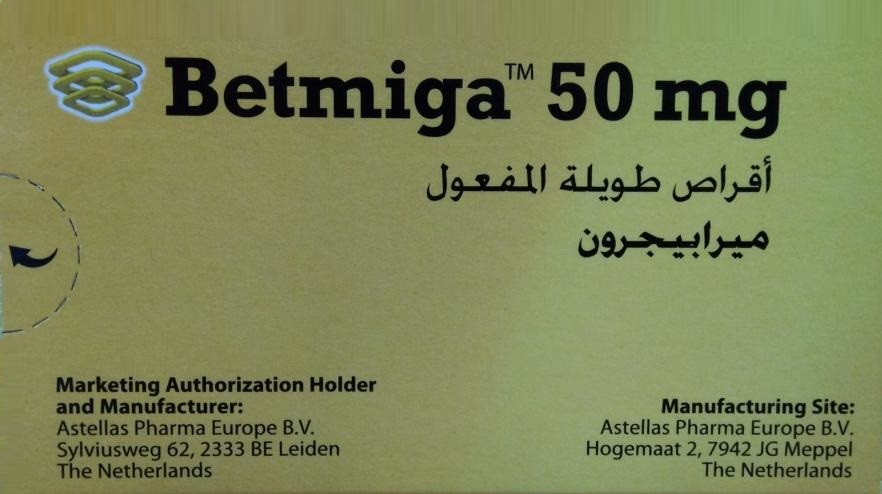 Betmiga™ 50 mg
أقراص طويلة المفعول
ميرابيجرون
Marketing Authorization Holder
and Manufacturer:
Astellas Pharma Europe B.V.
Sylviusweg 62, 2333 BE Leiden
The Netherlands
Manufacturing Site:
Astellas Pharma Europe B.V.
Hogemaat 2, 7942 JG Meppel
The Netherlands